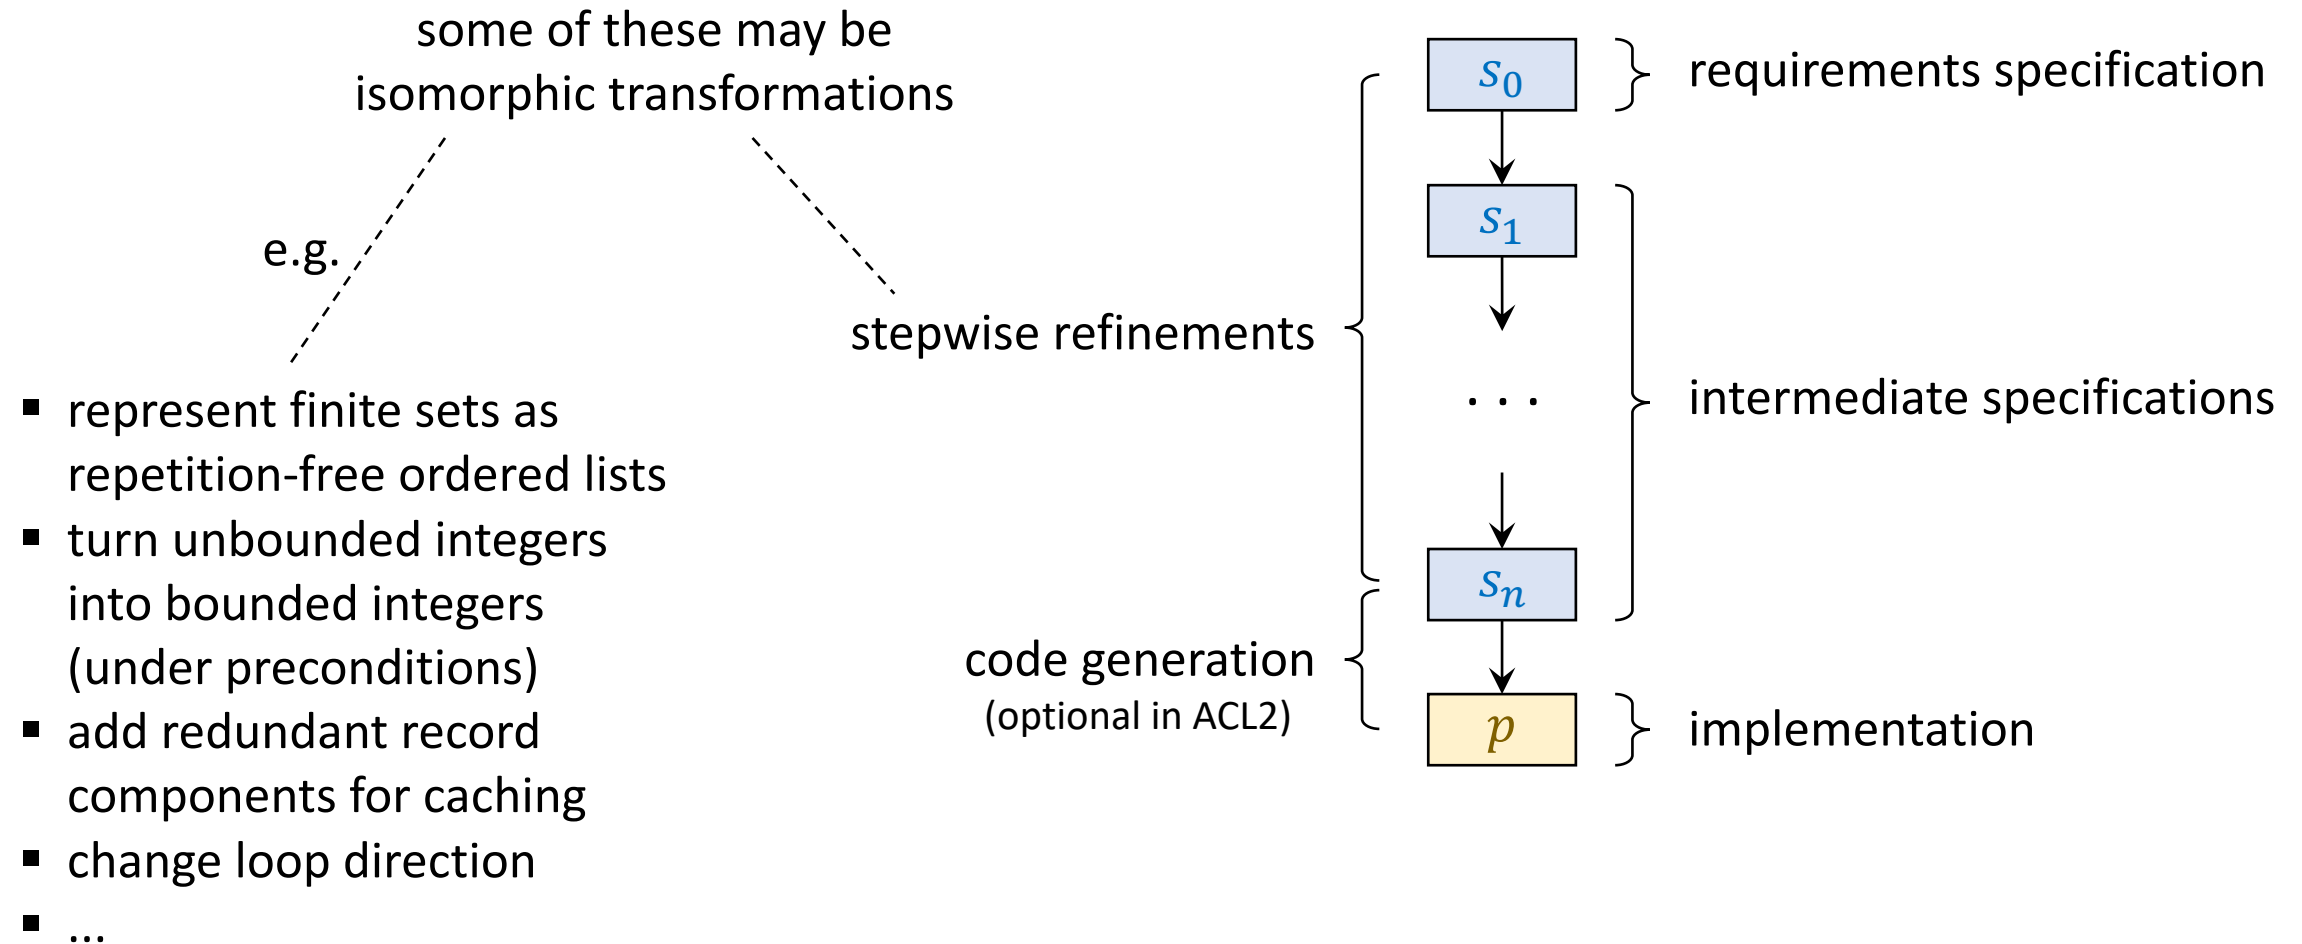 some of these may be
isomorphic transformations
e.g.
▪ represent finite sets as
repetition-free ordered lists
▪ turn unbounded integers
into bounded integers
(under preconditions)
▪ add redundant record
components for caching
▪ change loop direction
▪ ...
stepwise refinements
code generation
(optional in ACL2)
s₀
s₁
. . .
sₙ
p
requirements specification
intermediate specifications
implementation